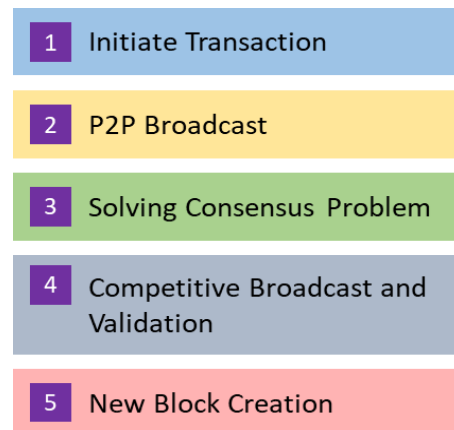 1 Initiate Transaction
2 P2P Broadcast
3 Solving Consensus Problem
4 Competitive Broadcast and
Validation
5 New Block Creation